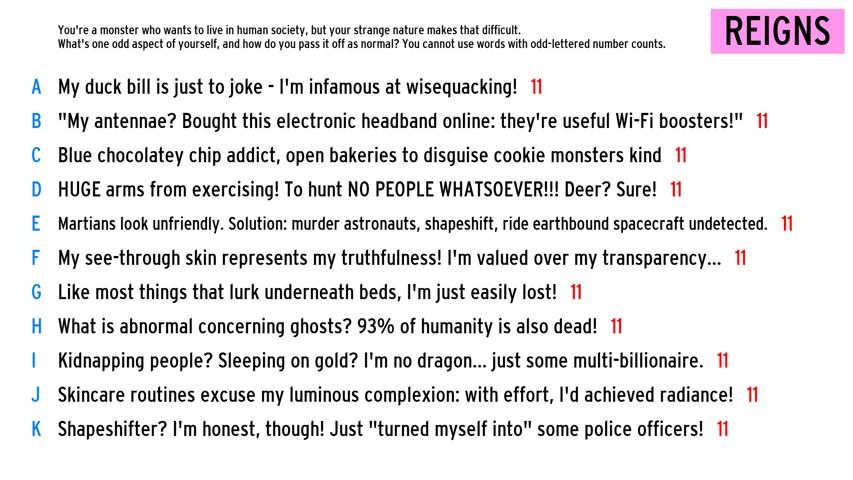 You're a monster who wants to live in human society, but your strange nature makes that difficult.
What's one odd aspect of yourself, and how do you pass it off as normal? You cannot use words with odd-lettered number counts.
REIGNS
A My duck bill is just to joke - I'm infamous at wisequacking! 11
B "My antennae? Bought this electronic headband online: they're useful Wi-Fi boosters!" 11
C Blue chocolatey chip addict, open bakeries to disguise cookie monsters kind 11
D HUGE arms from exercising! To hunt NO PEOPLE WHATSOEVER!!! Deer? Sure! 11
E Martians look unfriendly. Solution: murder astronauts, shapeshift, ride earthbound spacecraft undetected. 11
F My see-through skin represents my truthfulness! I'm valued over my transparency... 11
G Like most things that lurk underneath beds, I'm just easily lost! 11
H What is abnormal concerning ghosts? 93% of humanity is also dead! 11
I Kidnapping people? Sleeping on gold? I'm no dragon... just some multi-billionaire. 11
J Skincare routines excuse my luminous complexion: with effort, I'd achieved radiance! 11
K Shapeshifter? I'm honest, though! Just "turned myself into" some police officers! 11